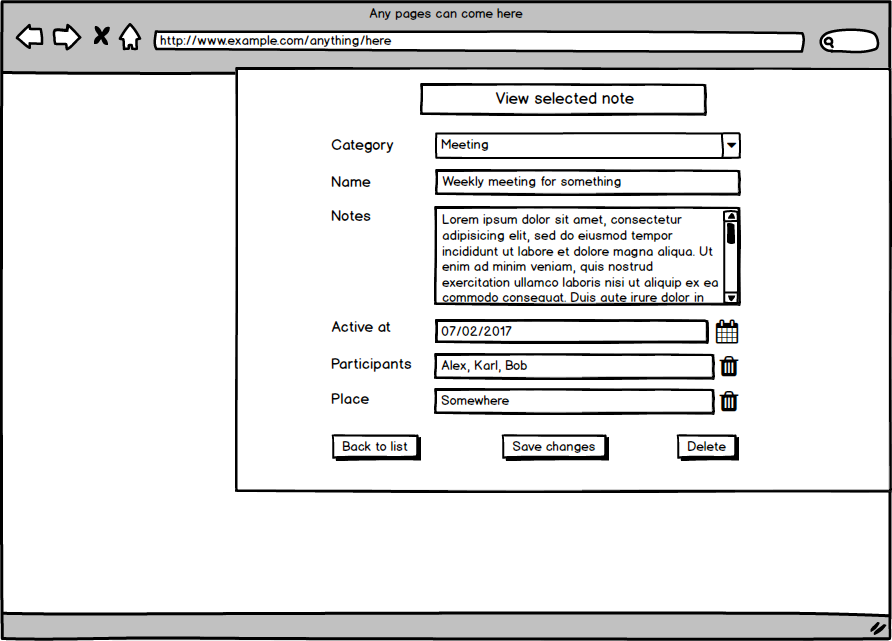 Any pages can come here
http://www.example.com/anything/here
View selected note
Category
Meeting
Name
Weekly meeting for something
Notes
Lorem ipsum dolor sit amet, consectetur
adipisicing elit, sed do eiusmod tempor
incididunt ut labore et dolore magna aliqua. Ut
enim ad minim veniam, quis nostrud
exercitation ullamco laboris nisi ut aliquip ex ea
commodo consequat. Duis aute irure dolor in
Active at
07/02/2017
Participants
Alex, Karl, Bob
Place
Somewhere
Back to list
Save changes
Delete